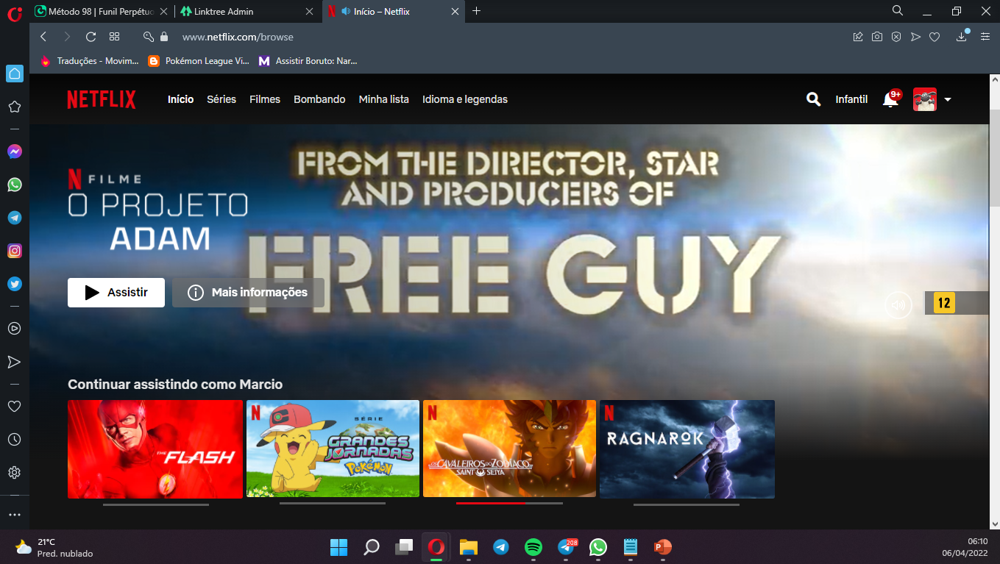 Método 98 | Funil Perpétuo
Linktree Admin
Início – Netflix
www.netflix.com/browse
Traduções - Movim...
Pokémon League Vi...
M Assistir Boruto: Nar...
NETFLIX
Início
Séries
Filmes
Bombando
Minha lista
Idioma e legendas
Infantil
9+
FROM THE DIRECTOR, STAR
AND PRODUCERS OF
FREE GUY
N FILME
O PROJETO
ADAM
Assistir
Mais informações
12
Continuar assistindo como Marcio
THE FLASH
N
SÉRIE
GRANDES
JORNADAS
POKÉMON
N
OS CAVALEIROS DO ZODÍACO
SAINT SEIYA
N
RAGNAROK
21°C
Pred. nublado
208
P
06:10
06/04/2022